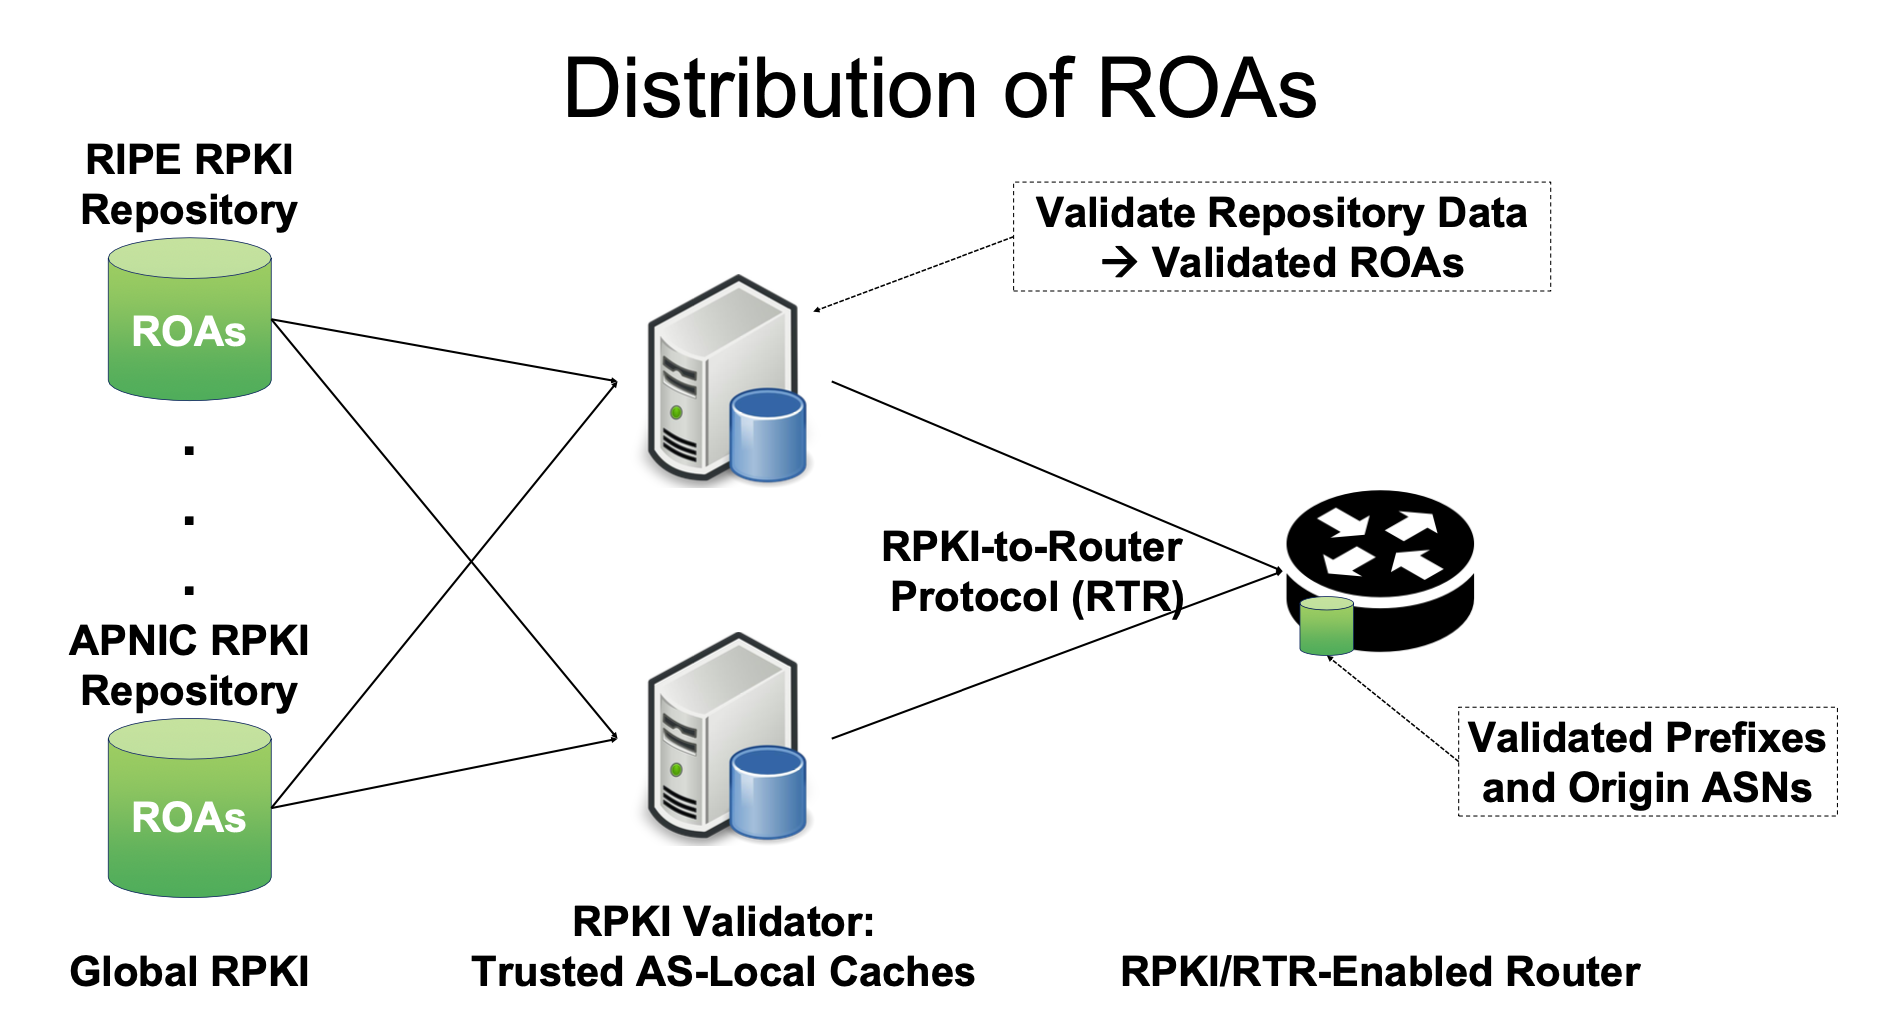 Distribution of ROAs
RIPE RPKI
Repository
ROAs
.
.
.
APNIC RPKI
Repository
ROAs
Global RPKI
Validate Repository Data
→ Validated ROAs
RPKI-to-Router
Protocol (RTR)
RPKI Validator:
Trusted AS-Local Caches
Validated Prefixes
and Origin ASNs
RPKI/RTR-Enabled Router